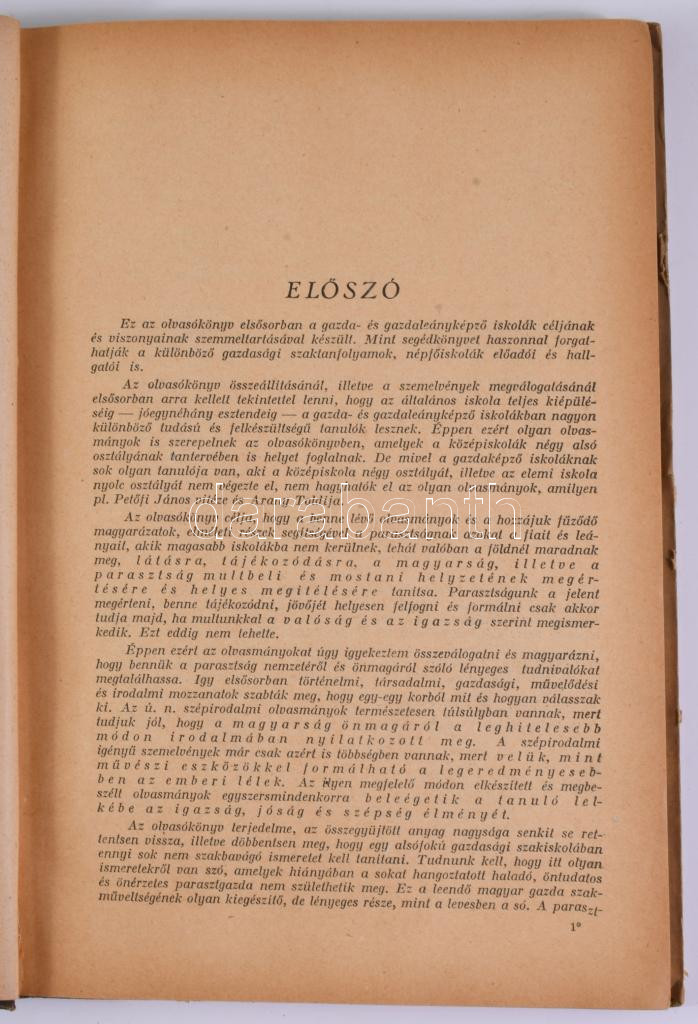 ELŐSZÓ
Ez az olvasókönyv elsősorban a gazda- és gazdaleányképző iskolák céljának
és viszonyainak szemmeltartásával készült. Mint segédkönyvet haszonnal forgat-
hatják a különböző gazdasági szaktanfolyamok, népfőiskolák előadói és hall-
gatói is.
Az olvasókönyv összeállításánál, illetve a szemelvények megválogatásánál
elsősorban arra kellett tekintettel lenni, hogy az általános iskola teljes kiépülé-
séig — jóegynéhány esztendeig — a gazda- és gazdaleányképző iskolákban nagyon
különböző tudású és felkészültségű tanulók lesznek. Éppen ezért olyan olvas-
mányok is szerepelnek az olvasókönyvben, amelyek a középiskolák négy alsó
osztályának tantervében is helyet foglalnak. De mivel a gazdaképző iskoláknak
sok olyan tanulója van, aki a középiskola négy osztályát, illetve az elemi iskola
nyolc osztályát nem végezte el, nem hagyhatók el az olyan olvasmányok, amilyen
pl. Petőfi János vitéze és Arany Toldija.
Az olvasókönyv célja, hogy a benne lévő olvasmányok és a hozzájuk fűződő
magyarázatok, elméleti részek segítségével a parasztságnak azokat a fiait és leá-
nyait, akik magasabb iskolákba nem kerülnek, tehát valóban a földnél maradnak
meg, látásra, tájékozódásra, a magyarság, illetve a
parasztság multbeli és mostani helyzetének megér-
tésére és helyes megitélésére tanítsa. Parasztságunk a jelent
megérteni, benne tájékozódni, jövőjét helyesen felfogni és formálni csak akkor
tudja majd, ha multunkkal a valóság és az igazság szerint megismer-
kedik. Ezt eddig nem tehette.
Éppen ezért az olvasmányokat úgy igyekeztem összeválogatni és magyarázni,
hogy bennük a parasztság nemzetéről és önmagáról szóló lényeges tudnivalókat
megtalálhassa. Igy elsősorban történelmi, társadalmi, gazdasági, művelődési
és irodalmi mozzanatok szabták meg, hogy egy-egy korból mit és hogyan válasszak
ki. Az ú. n. szépirodalmi olvasmányok természetesen túlsúlyban vannak, mert
tudjuk jól, hogy a magyarság önmagáról a leghitelesebb
módon irodalmában nyilatkozott meg. A szépirodalmi
igényű szemelvények már csak azért is többségben vannak, mert velük, mint
művészi eszközökkel formálható a legeredményeseb-
ben az emberi lélek. Az ilyen megfelelő módon elkészített és megbe-
szélt olvasmányok egyszersmindenkorra beleégetik a tanuló lel-
kébe az igazság, jóság és szépség élményét.
Az olvasókönyv terjedelme, az összegyüjtött anyag nagysága senkit se ret-
tentsen vissza, illetve döbbentsen meg, hogy egy alsófokú gazdasági szakiskolában
ennyi sok nem szakbavágó ismeretet kell tanítani. Tudnunk kell, hogy itt olyan
ismeretekről van szó, amelyek hiányában a sokat hangoztatott haladó, öntudatos
és önérzetes parasztgazda nem születhetik meg. Ez a leendő magyar gazda szak-
műveltségének olyan kiegészítő, de lényeges része, mint a levesben a só. A paraszt-
1*
darabanth